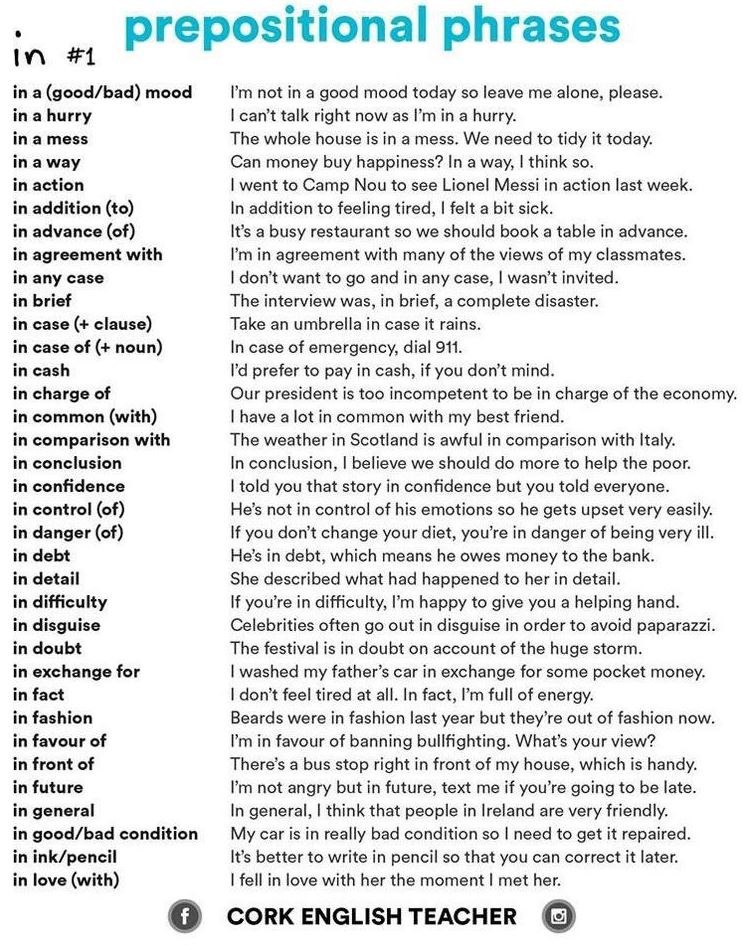 prepositional phrases
in #1
in a (good/bad) mood I'm not in a good mood today so leave me alone, please.
in a hurry I can't talk right now as I'm in a hurry.
in a mess The whole house is in a mess. We need to tidy it today.
in a way Can money buy happiness? In a way, I think so.
in action I went to Camp Nou to see Lionel Messi in action last week.
in addition (to) In addition to feeling tired, I felt a bit sick.
in advance (of) It's a busy restaurant so we should book a table in advance.
in agreement with I'm in agreement with many of the views of my classmates.
in any case I don't want to go and in any case, I wasn't invited.
in brief The interview was, in brief, a complete disaster.
in case (+ clause) Take an umbrella in case it rains.
in case of (+ noun) In case of emergency, dial 911.
in cash I'd prefer to pay in cash, if you don't mind.
in charge of Our president is too incompetent to be in charge of the economy.
in common (with) I have a lot in common with my best friend.
in comparison with The weather in Scotland is awful in comparison with Italy.
in conclusion In conclusion, I believe we should do more to help the poor.
in confidence I told you that story in confidence but you told everyone.
in control (of) He's not in control of his emotions so he gets upset very easily.
in danger (of) If you don't change your diet, you're in danger of being very ill.
in debt He's in debt, which means he owes money to the bank.
in detail She described what had happened to her in detail.
in difficulty If you're in difficulty, I'm happy to give you a helping hand.
in disguise Celebrities often go out in disguise in order to avoid paparazzi.
in doubt The festival is in doubt on account of the huge storm.
in exchange for I washed my father's car in exchange for some pocket money.
in fact I don't feel tired at all. In fact, I'm full of energy.
in fashion Beards were in fashion last year but they're out of fashion now.
in favour of I'm in favour of banning bullfighting. What's your view?
in front of There's a bus stop right in front of my house, which is handy.
in future I'm not angry but in future, text me if you're going to be late.
in general In general, I think that people in Ireland are very friendly.
in good/bad condition My car is in really bad condition so I need to get it repaired.
in ink/pencil It's better to write in pencil so that you can correct it later.
in love (with) I fell in love with her the moment I met her.
f CORK ENGLISH TEACHER